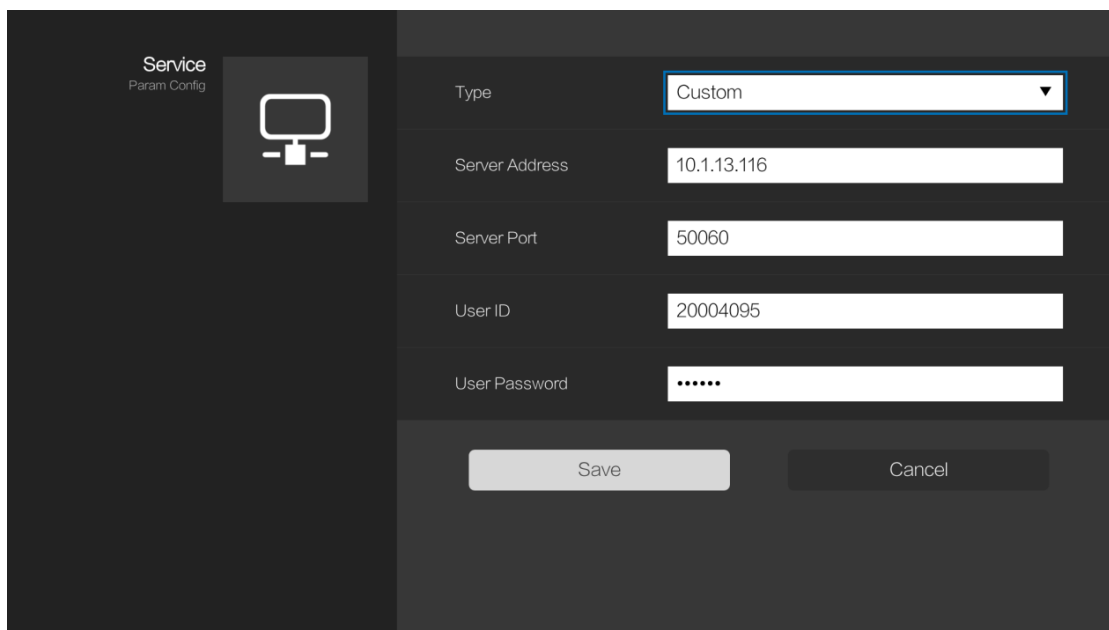 Service
Param Config
Type
Custom
Server Address
10.1.13.116
Server Port
50060
User ID
20004095
User Password
••••••
Save
Cancel